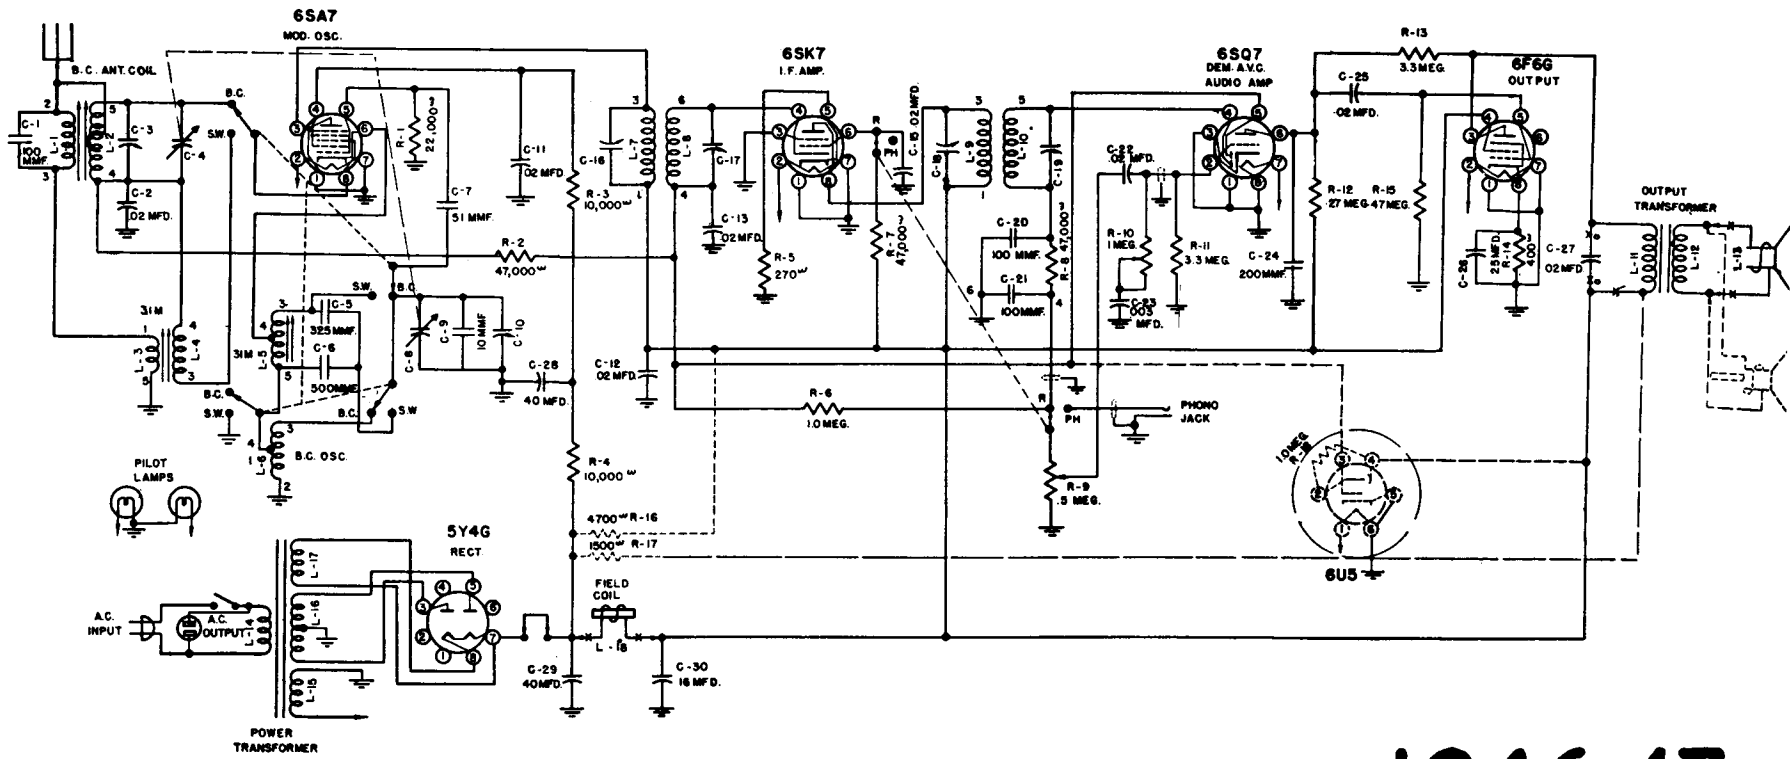 6SA7
MOD. OSC.
B.C. ANT. COIL
C-1
100 MMF.
L-1
L-2
C-3
C-4
C-2
.02 MFD.
B.C.
S.W.
R-1
22,000 ω
C-7
51 MMF.
C-11
.02 MFD
R-3
10,000 ω
R-2
47,000 ω
C-16
L-7
L-8
C-17
C-13
.02 MFD.
6SK7
I.F. AMP.
R-5
270 ω
R
PH
C-15 .02 MFD.
R-7
47,000 ω
C-18
L-9
L-10
C-19
C-20
100 MMF.
C-21
100 MMF.
R-8 47,000 ω
6SQ7
DEM. A.V.C.
AUDIO AMP
C-22
.02 MFD.
R-10
1 MEG.
C-23
.003 MFD.
R-11
3.3 MEG.
C-24
200 MMF.
R-12
.27 MEG.
R-13
3.3 MEG.
C-25
.02 MFD.
R-15
.47 MEG.
6F6G
OUTPUT
C-26
25 MFD.
R-14
400 ω
C-27
.02 MFD
OUTPUT
TRANSFORMER
L-11
L-12
L-13
31M
L-3
L-4
31M
L-5
S.W.
B.C.
C-5
325 MMF.
C-6
500 MMF.
C-8
C-9
10 MMF
C-10
C-28
40 MFD.
C-12
.02 MFD.
B.C.
S.W.
B.C.
S.W
L-6
B.C. OSC.
R-6
1.0 MEG.
R
PH
PHONO
JACK
R-9
.5 MEG.
R-4
10,000 ω
4700 ω R-16
1500 ω R-17
1.0 MEG.
R-18
6U5
PILOT
LAMPS
5Y4G
RECT.
A.C.
INPUT
A.C.
OUTPUT
L-14
L-17
L-16
L-15
POWER
TRANSFORMER
FIELD
COIL
L-18
C-29
40 MFD.
C-30
16 MFD.